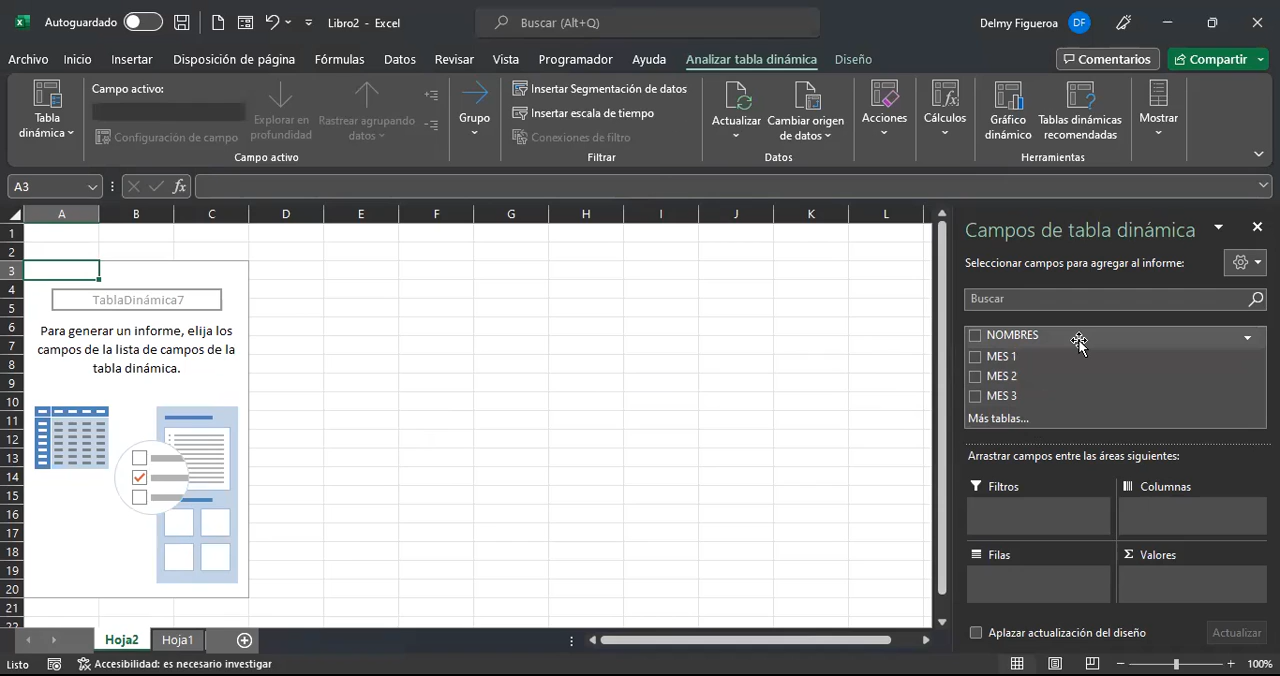 Autoguardado
Libro2 - Excel
Buscar (Alt+Q)
Delmy Figueroa
DF
Archivo Inicio Insertar Disposición de página Fórmulas Datos Revisar Vista Programador Ayuda Analizar tabla dinámica Diseño
Comentarios
Compartir
Tabla
dinámica
Campo activo:
Configuración de campo
Explorar en
profundidad
Rastrear agrupando
datos
Campo activo
Grupo
Insertar Segmentación de datos
Insertar escala de tiempo
Conexiones de filtro
Filtrar
Actualizar
Cambiar origen
de datos
Datos
Acciones
Cálculos
fx
Gráfico
dinámico
Tablas dinámicas
recomendadas
Herramientas
Mostrar
A3
fx
A B C D E F G H I J K L
1
2
3
4
5
6
7
8
9
10
11
12
13
14
15
16
17
18
19
20
21
22
TablaDinámica7
Para generar un informe, elija los
campos de la lista de campos de la
tabla dinámica.
Campos de tabla dinámica
Seleccionar campos para agregar al informe:
Buscar
NOMBRES
MES 1
MES 2
MES 3
Más tablas...
Arrastrar campos entre las áreas siguientes:
Filtros
Columnas
Filas
Σ Valores
Aplazar actualización del diseño
Actualizar
Hoja2 Hoja1
Listo
Accesibilidad: es necesario investigar
100%